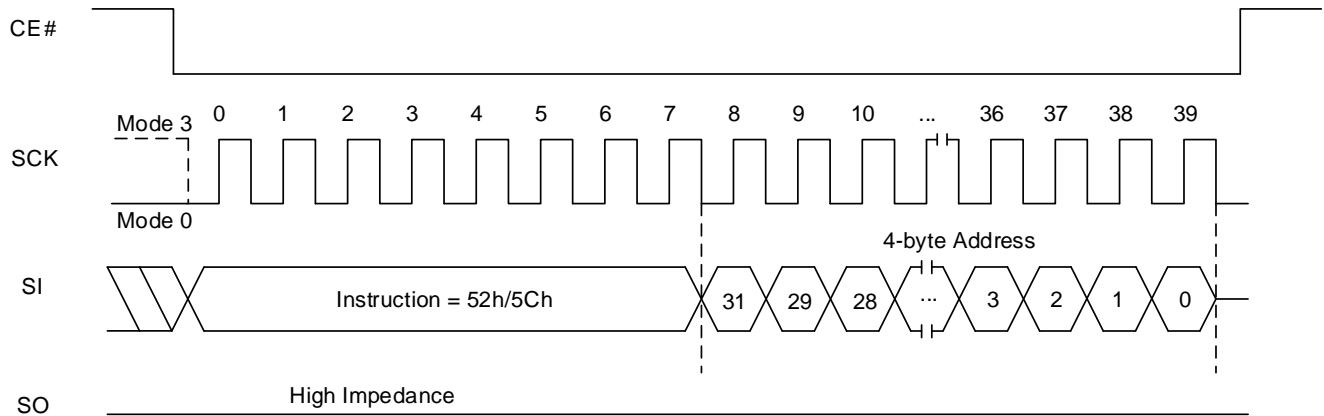 CE#
0 1 2 3 4 5 6 7 8 9 10 ... 36 37 38 39
Mode 3
SCK
Mode 0
4-byte Address
SI
Instruction = 52h/5Ch 31 29 28 ... 3 2 1 0
High Impedance
SO